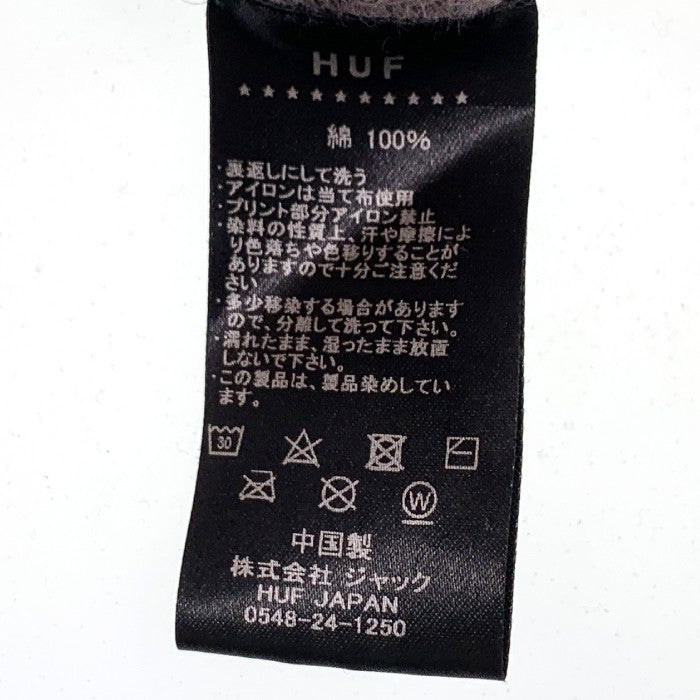 HUF
★★★★★★★★★★
綿 100%
・裏返しにして洗う
・アイロンは当て布使用
・プリント部分アイロン禁止
・染料の性質上、汗や摩擦によ
り色落ちや色移りすることが
ありますので十分ご注意くだ
さい
・多少移染する場合があります
ので、分離して洗って下さい。
・濡れたまま、湿ったまま放置
しないで下さい。
・この製品は、製品染めしてい
ます。
30
W
中国製
株式会社 ジャック
HUF JAPAN
0548-24-1250